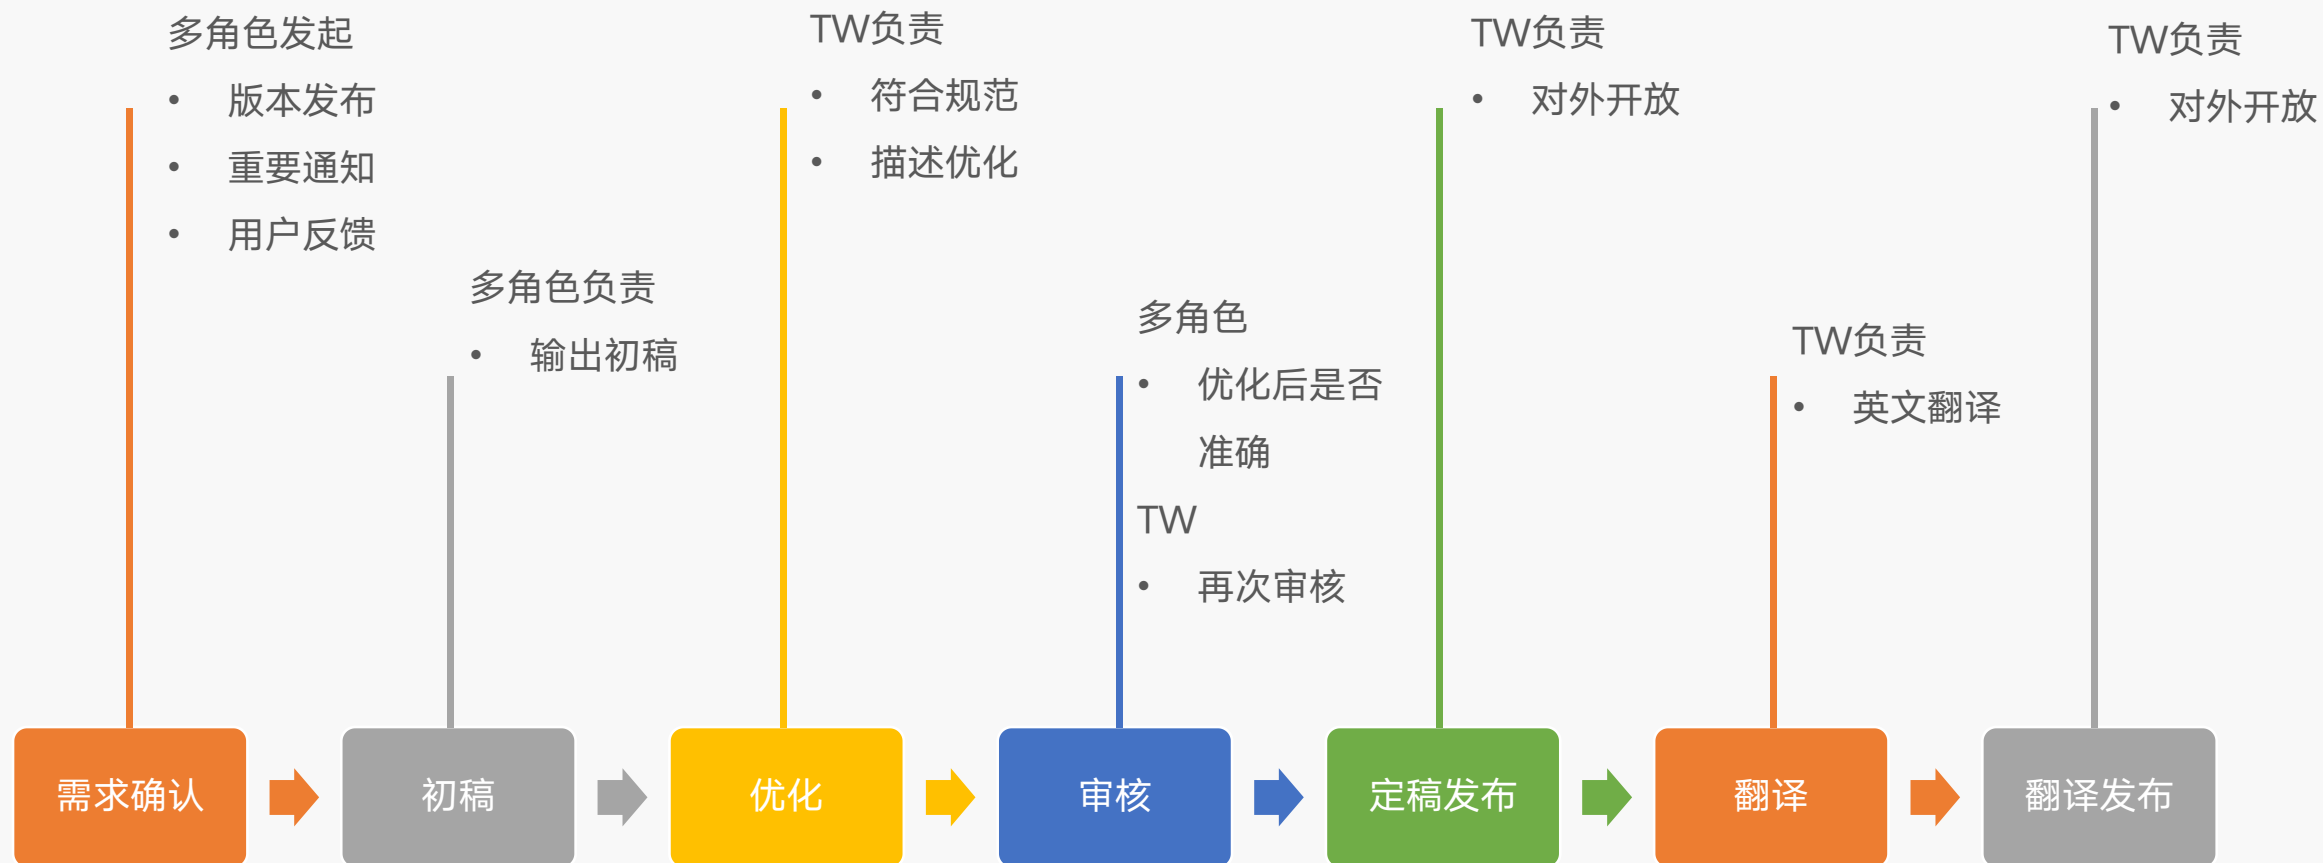 多角色发起
• 版本发布
• 重要通知
• 用户反馈
多角色负责
• 输出初稿
TW负责
• 符合规范
• 描述优化
多角色
• 优化后是否
准确
TW
• 再次审核
TW负责
• 对外开放
TW负责
• 英文翻译
TW负责
• 对外开放
需求确认
初稿
优化
审核
定稿发布
翻译
翻译发布